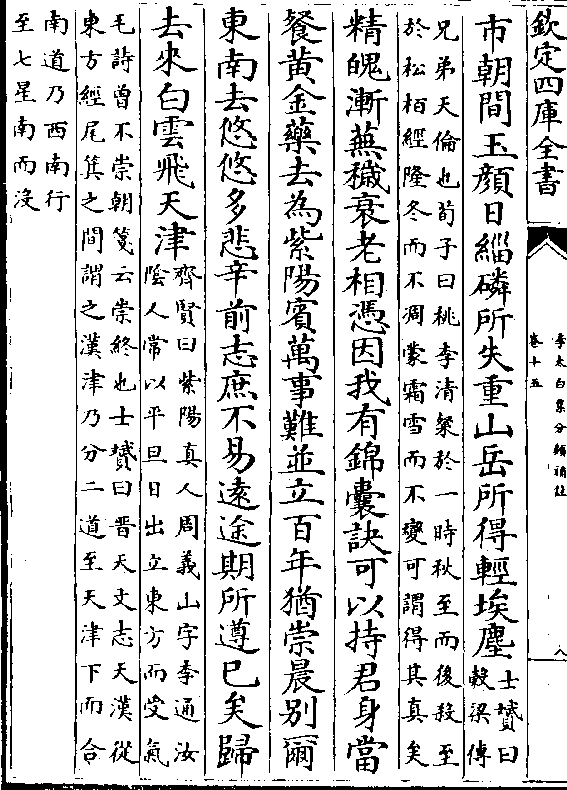 欽定四庫全書
李太白集分類補註
卷十五
八
市朝間玉顔日緇磷所失重山岳所得輕埃塵士贇曰
榖梁傳
兄弟天倫也荀子曰桃李清粲於一時秋至而後殺至
於松栢經隆冬而不凋蒙霜雪而不變可謂得其真矣
精魄漸蕪穢衰老相憑因我有錦囊訣可以持君身當
餐黄金藥去為紫陽賓萬事難並立百年猶崇晨别爾
東南去悠悠多悲辛前志庶不易逺途期所遵已矣歸
去來白雲飛天津齊賢曰紫陽真人周義山字季通汝
隂人常以平旦日出立東方而受氣
毛詩曾不崇朝箋云崇終也士贇曰晉天文志天漢從
東方經尾箕之間謂之漢津乃分二道至天津下而合
南道乃西南行
至七星南而沒